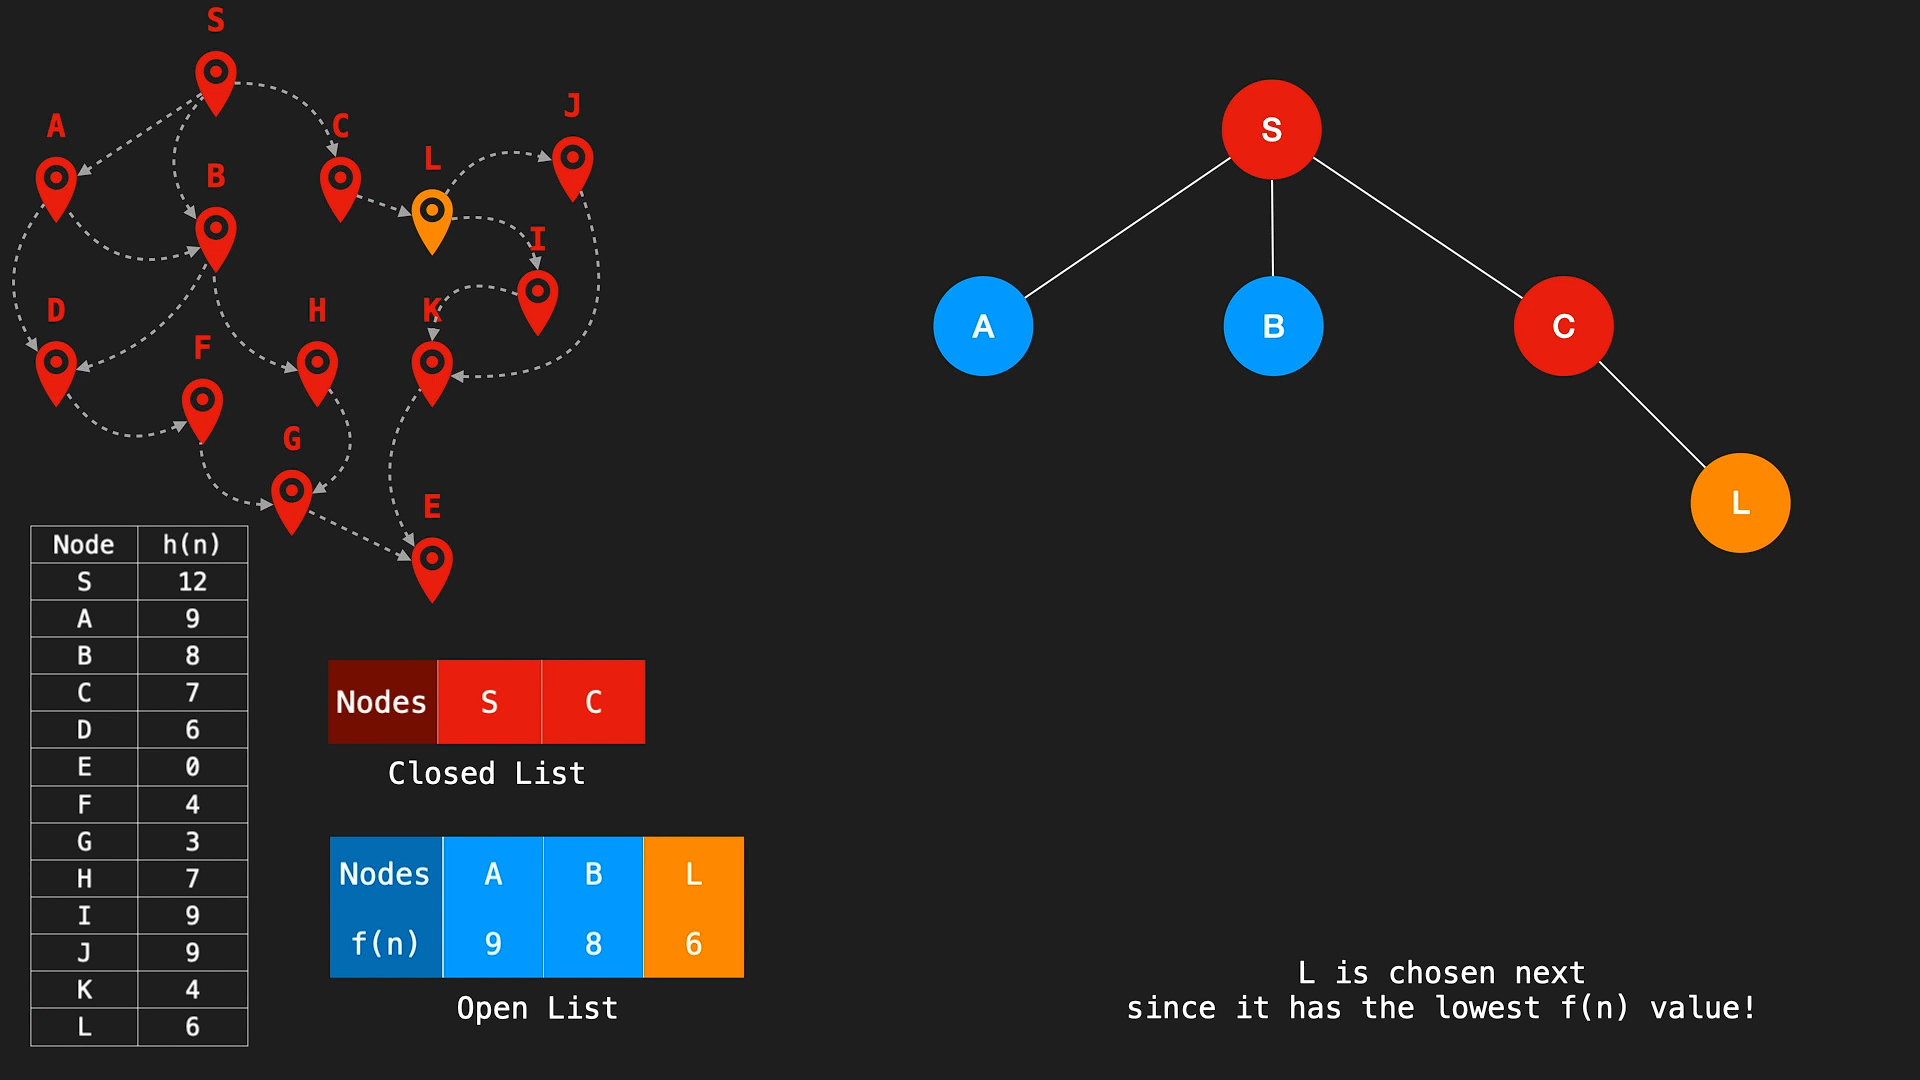 S
A
C
J
L
B
I
D
H
K
F
G
E
S
A
B
C
L
Node h(n)
S 12
A 9
B 8
C 7
D 6
E 0
F 4
G 3
H 7
I 9
J 9
K 4
L 6
Nodes S C
Closed List
Nodes A B L
f(n) 9 8 6
Open List
L is chosen next
since it has the lowest f(n) value!